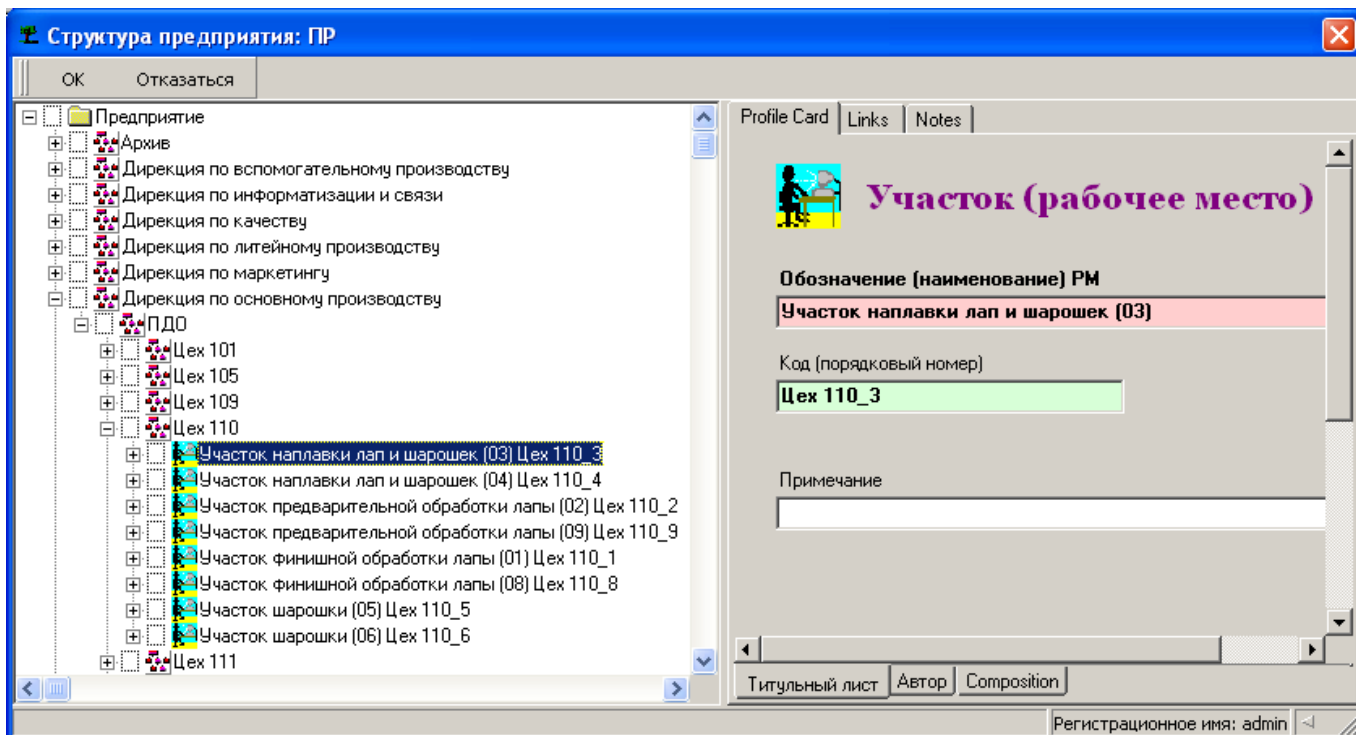 Структура предприятия: ПР
ОК Отказаться
Предприятие
Архив
Дирекция по вспомогательному производству
Дирекция по информатизации и связи
Дирекция по качеству
Дирекция по литейному производству
Дирекция по маркетингу
Дирекция по основному производству
ПДО
Цех 101
Цех 105
Цех 109
Цех 110
Участок наплавки лап и шарошек (03) Цех 110_3
Участок наплавки лап и шарошек (04) Цех 110_4
Участок предварительной обработки лапы (02) Цех 110_2
Участок предварительной обработки лапы (09) Цех 110_9
Участок финишной обработки лапы (01) Цех 110_1
Участок финишной обработки лапы (08) Цех 110_8
Участок шарошки (05) Цех 110_5
Участок шарошки (06) Цех 110_6
Цех 111
Profile Card Links Notes
Участок (рабочее место)
Обозначение (наименование) РМ
Участок наплавки лап и шарошек (03)
Код (порядковый номер)
Цех 110_3
Примечание
Титульный лист Автор Composition
Регистрационное имя: admin